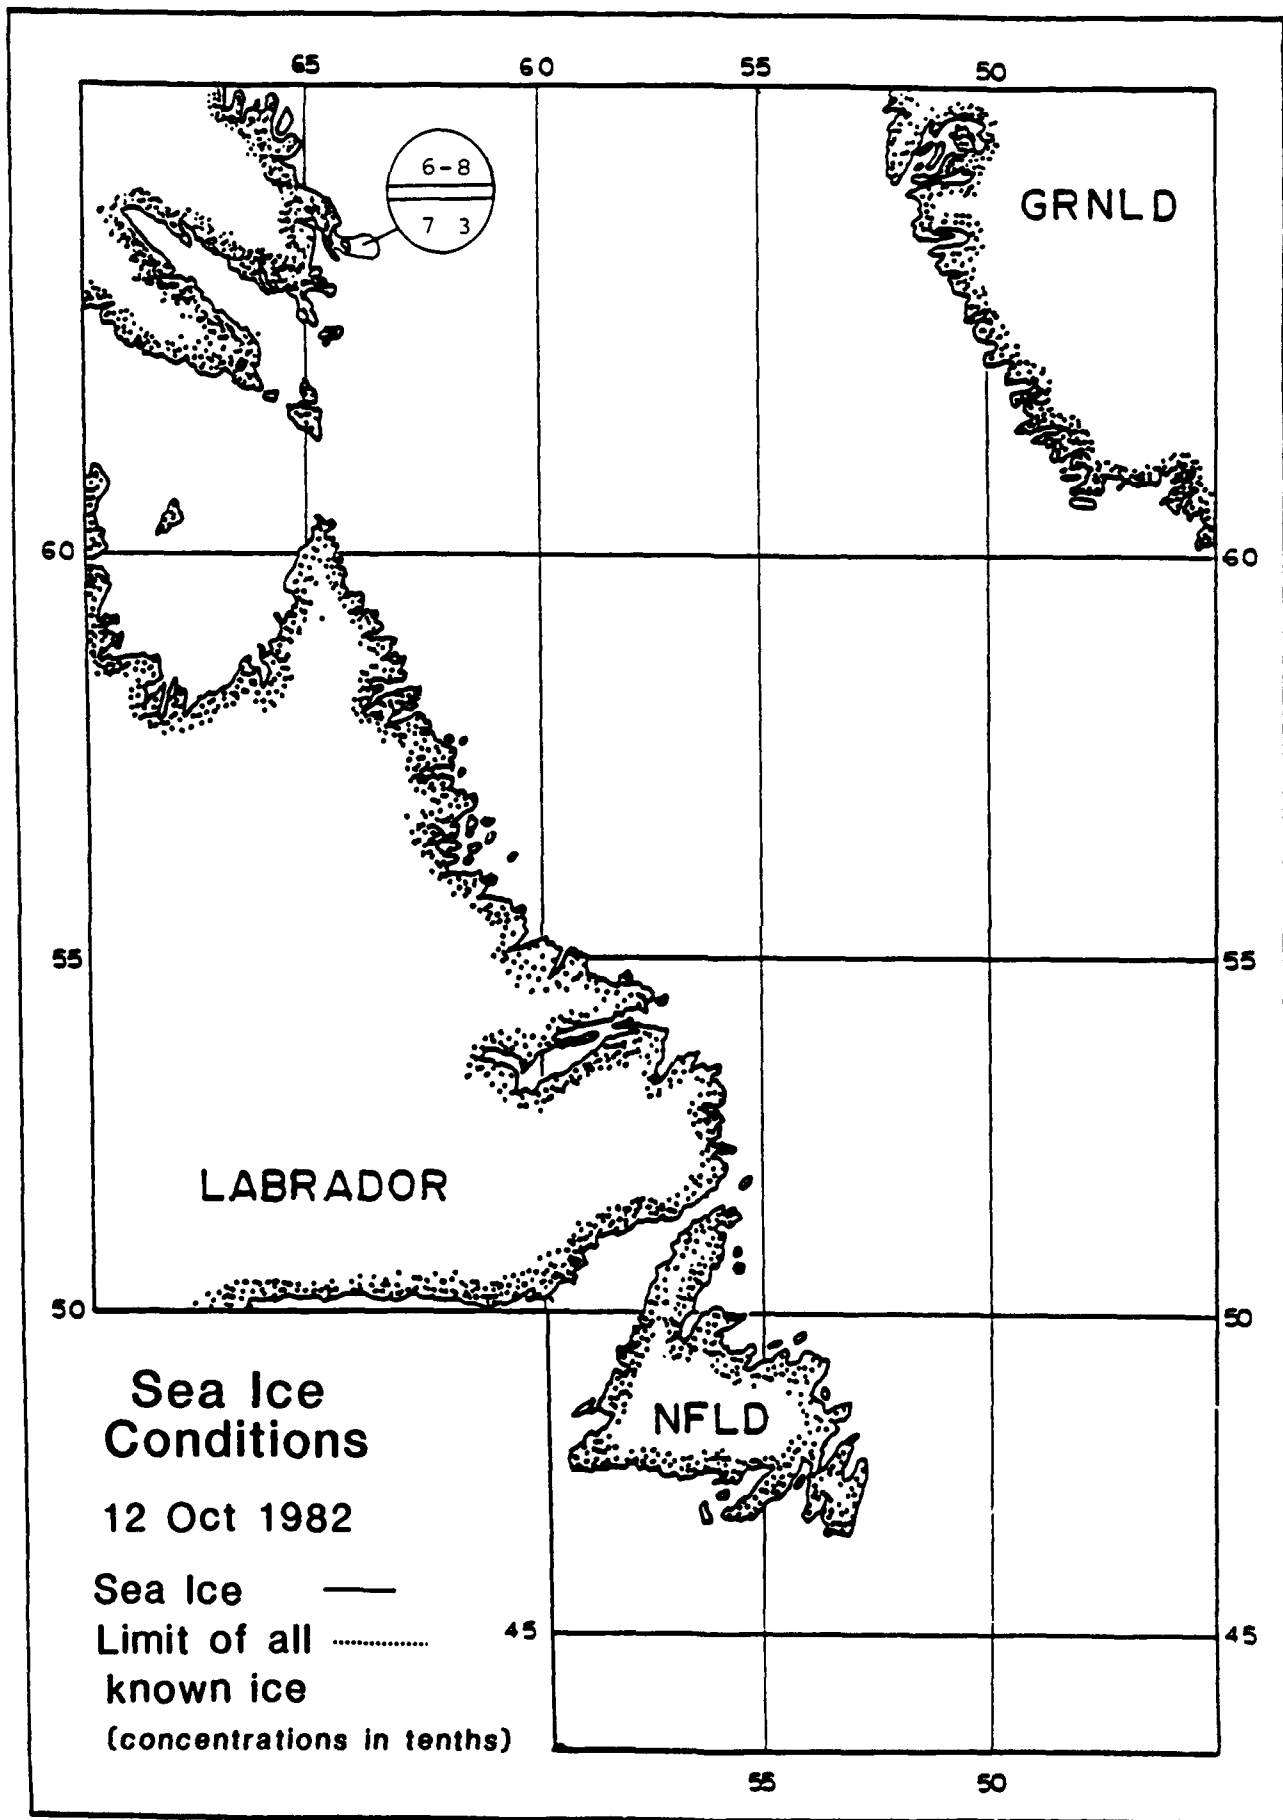 65 60 55 50
6-8
7 3
GRNLD
60 60
55 55
LABRADOR
50 50
NFLD
Sea Ice
Conditions
12 Oct 1982
Sea Ice
Limit of all
known ice
(concentrations in tenths)
45 45
55 50